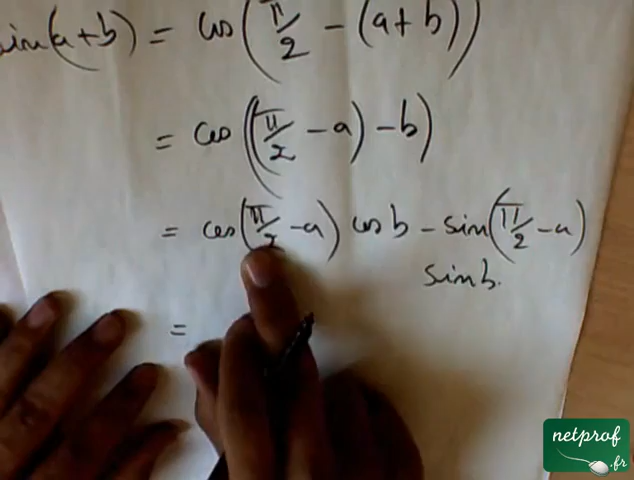 sin(a+b) = cos(π/2 - (a+b))
= cos((π/2 - a) - b)
= cos(π/2 - a) cos b - sin(π/2 - a)
sin b.
=
netprof
.fr